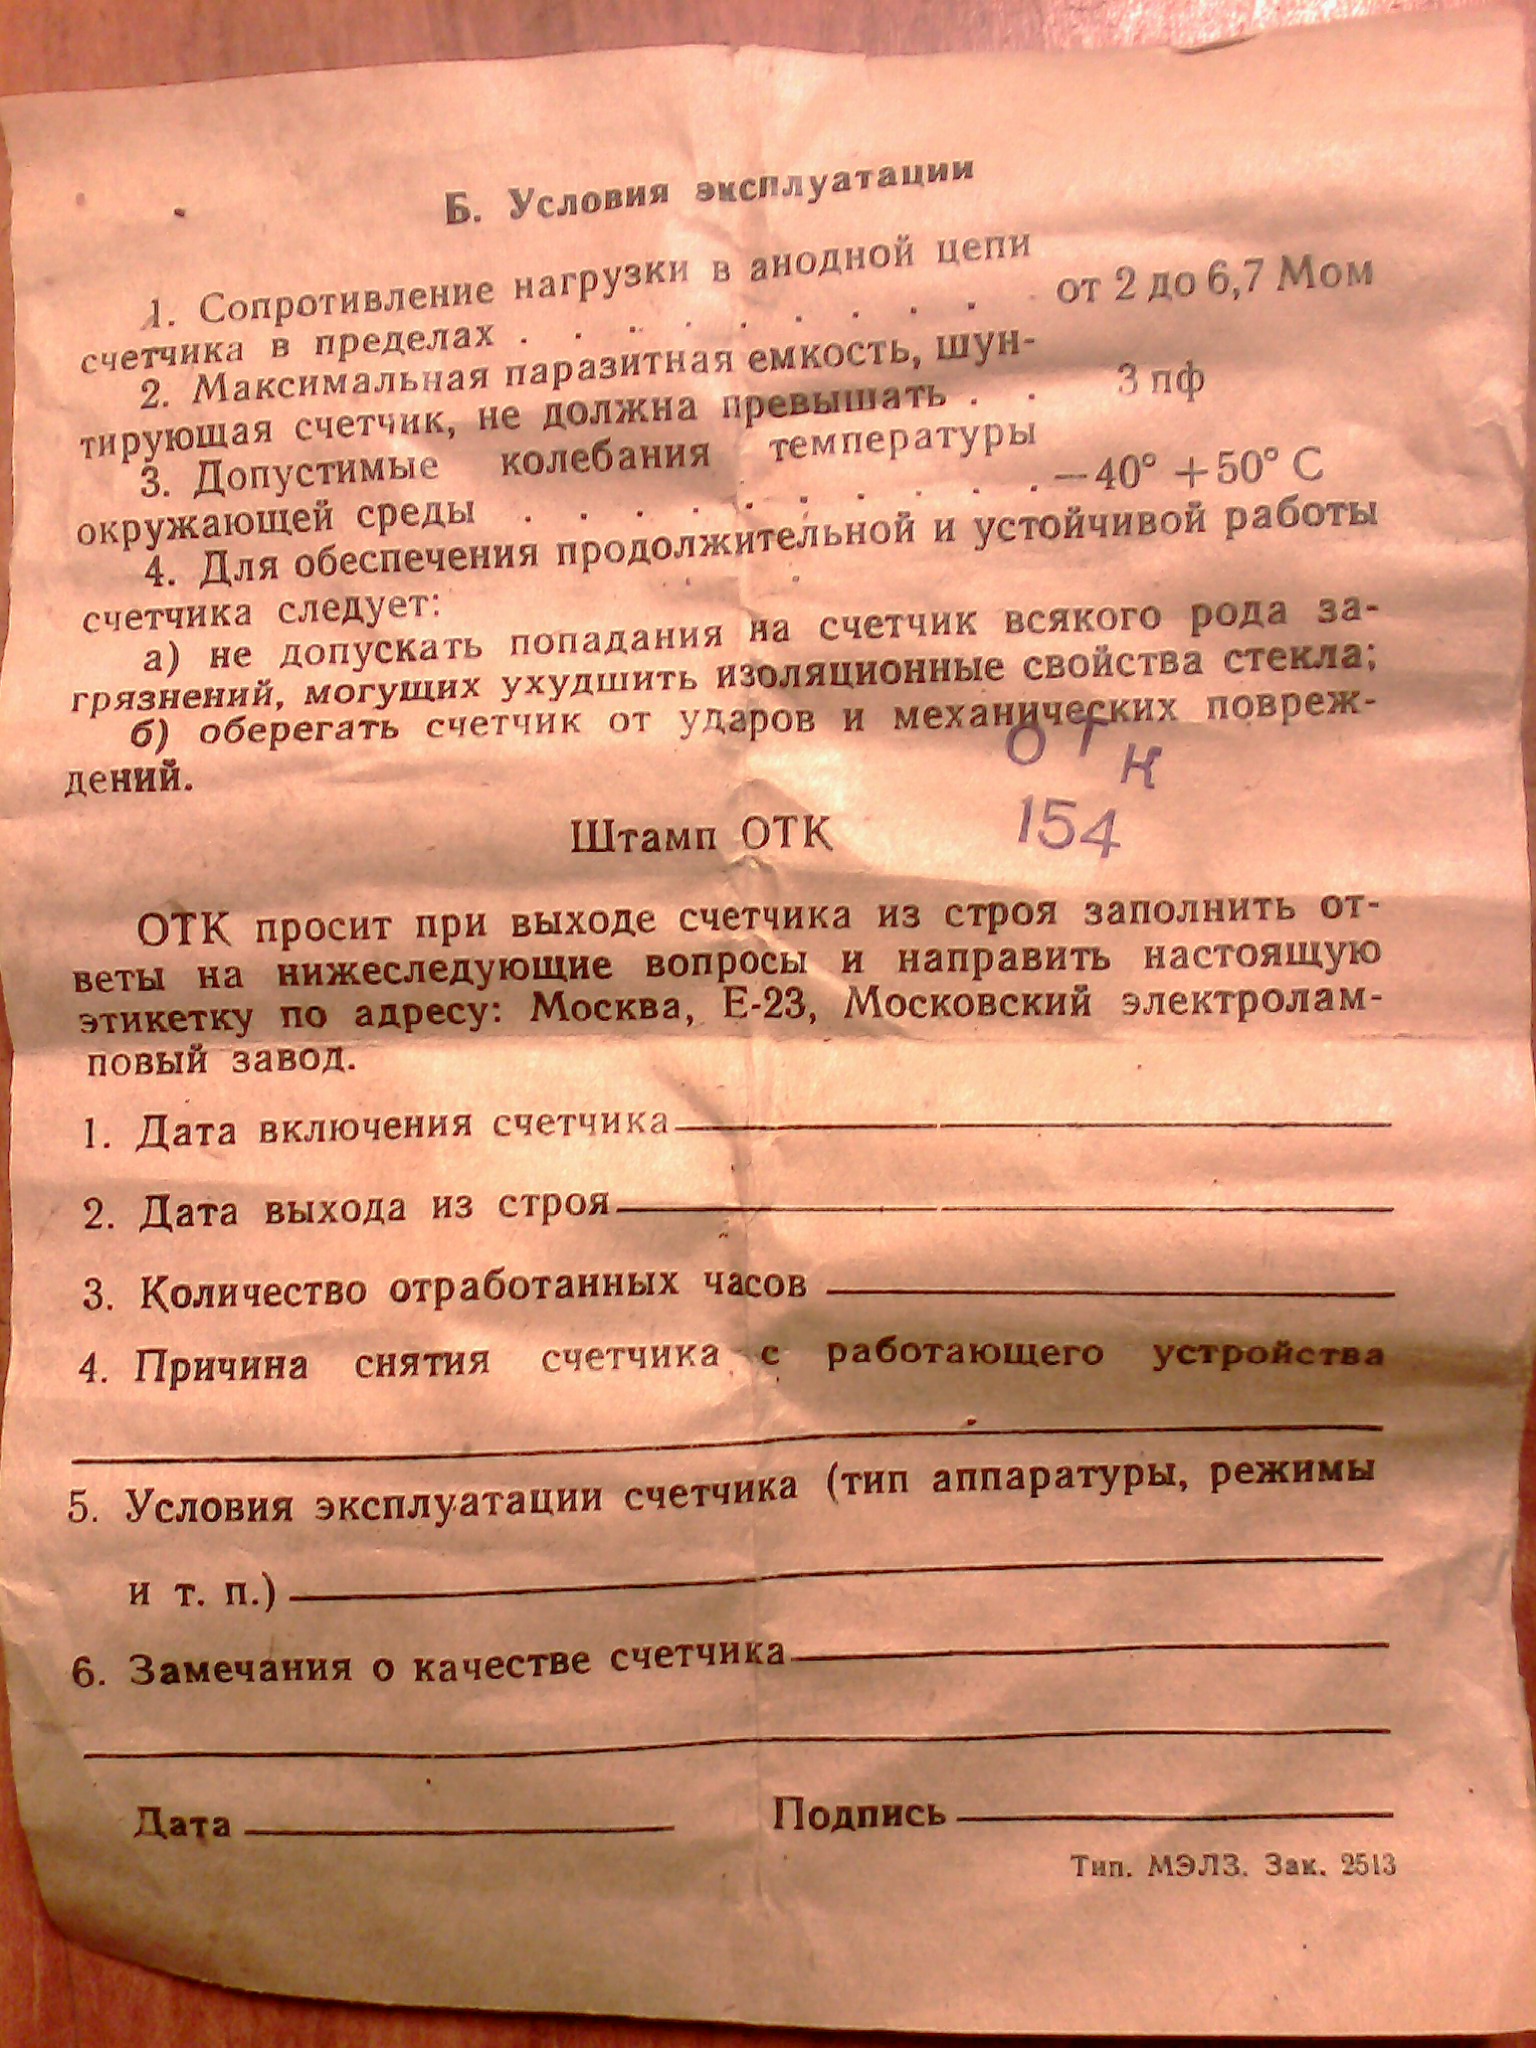 Б. Условия эксплуатации
1. Сопротивление нагрузки в анодной цепи
счетчика в пределах . . . . . . . . . . от 2 до 6,7 Мом
2. Максимальная паразитная емкость, шун-
тирующая счетчик, не должна превышать . . 3 пф
3. Допустимые колебания температуры
окружающей среды . . . . . . . . . . —40° +50° С
4. Для обеспечения продолжительной и устойчивой работы
счетчика следует:
а) не допускать попадания на счетчик всякого рода за-
грязнений, могущих ухудшить изоляционные свойства стекла;
б) оберегать счетчик от ударов и механических повреж-
дений.
ОТК
154
Штамп ОТК
ОТК просит при выходе счетчика из строя заполнить от-
веты на нижеследующие вопросы и направить настоящую
этикетку по адресу: Москва, Е-23, Московский электролам-
повый завод.
1. Дата включения счетчика
2. Дата выхода из строя
3. Количество отработанных часов
4. Причина снятия счетчика с работающего устройства
5. Условия эксплуатации счетчика (тип аппаратуры, режимы
и т. п.)
6. Замечания о качестве счетчика
Дата Подпись
Тип. МЭЛЗ. Зак. 2513